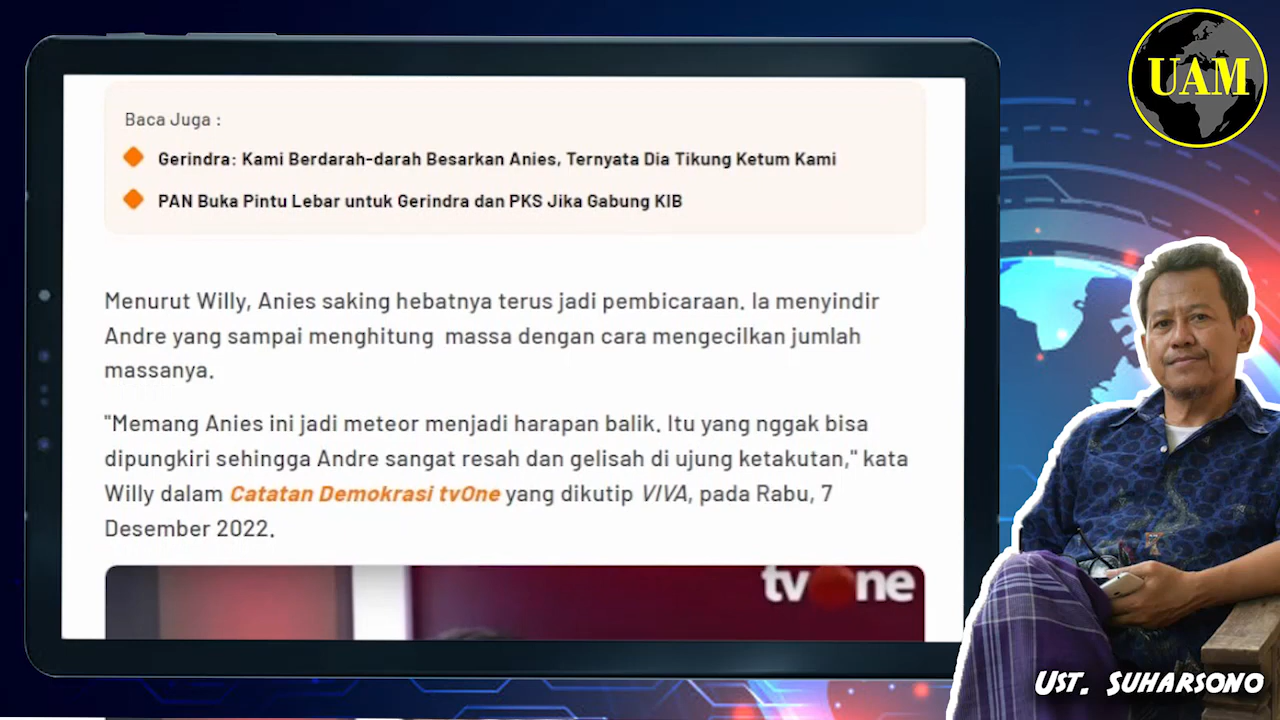 UAM
Baca Juga :
Gerindra: Kami Berdarah-darah Besarkan Anies, Ternyata Dia Tikung Ketum Kami
PAN Buka Pintu Lebar untuk Gerindra dan PKS Jika Gabung KIB
Menurut Willy, Anies saking hebatnya terus jadi pembicaraan. Ia menyindir
Andre yang sampai menghitung massa dengan cara mengecilkan jumlah
massanya.
"Memang Anies ini jadi meteor menjadi harapan balik. Itu yang nggak bisa
dipungkiri sehingga Andre sangat resah dan gelisah di ujung ketakutan," kata
Willy dalam Catatan Demokrasi tvOne yang dikutip VIVA, pada Rabu, 7
Desember 2022.
tvOne
Ust. Suharsono